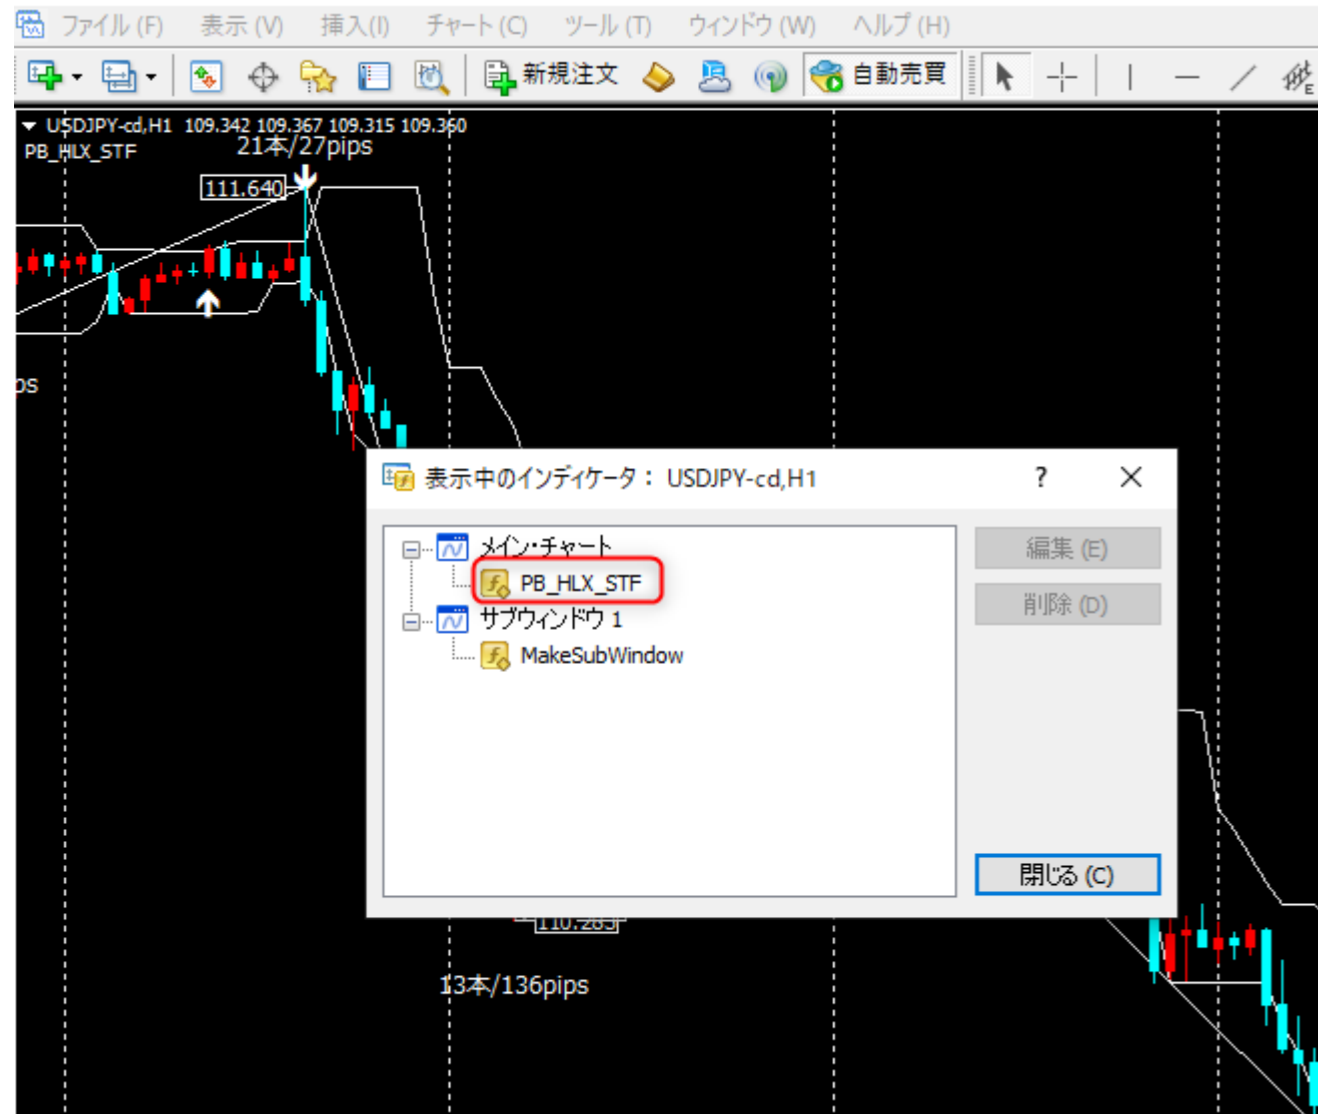 ファイル (F) 表示 (V) 挿入(I) チャート (C) ツール (T) ウィンドウ (W) ヘルプ (H)
新規注文 自動売買
USDJPY-cd,H1 109.342 109.367 109.315 109.360
PB_HLX_STF 21本/27pips
111.640
ps
表示中のインディケータ： USDJPY-cd,H1 ?
メイン・チャート
編集 (E)
PB_HLX_STF
削除 (D)
サブウィンドウ 1
MakeSubWindow
閉じる (C)
110.285
13本/136pips